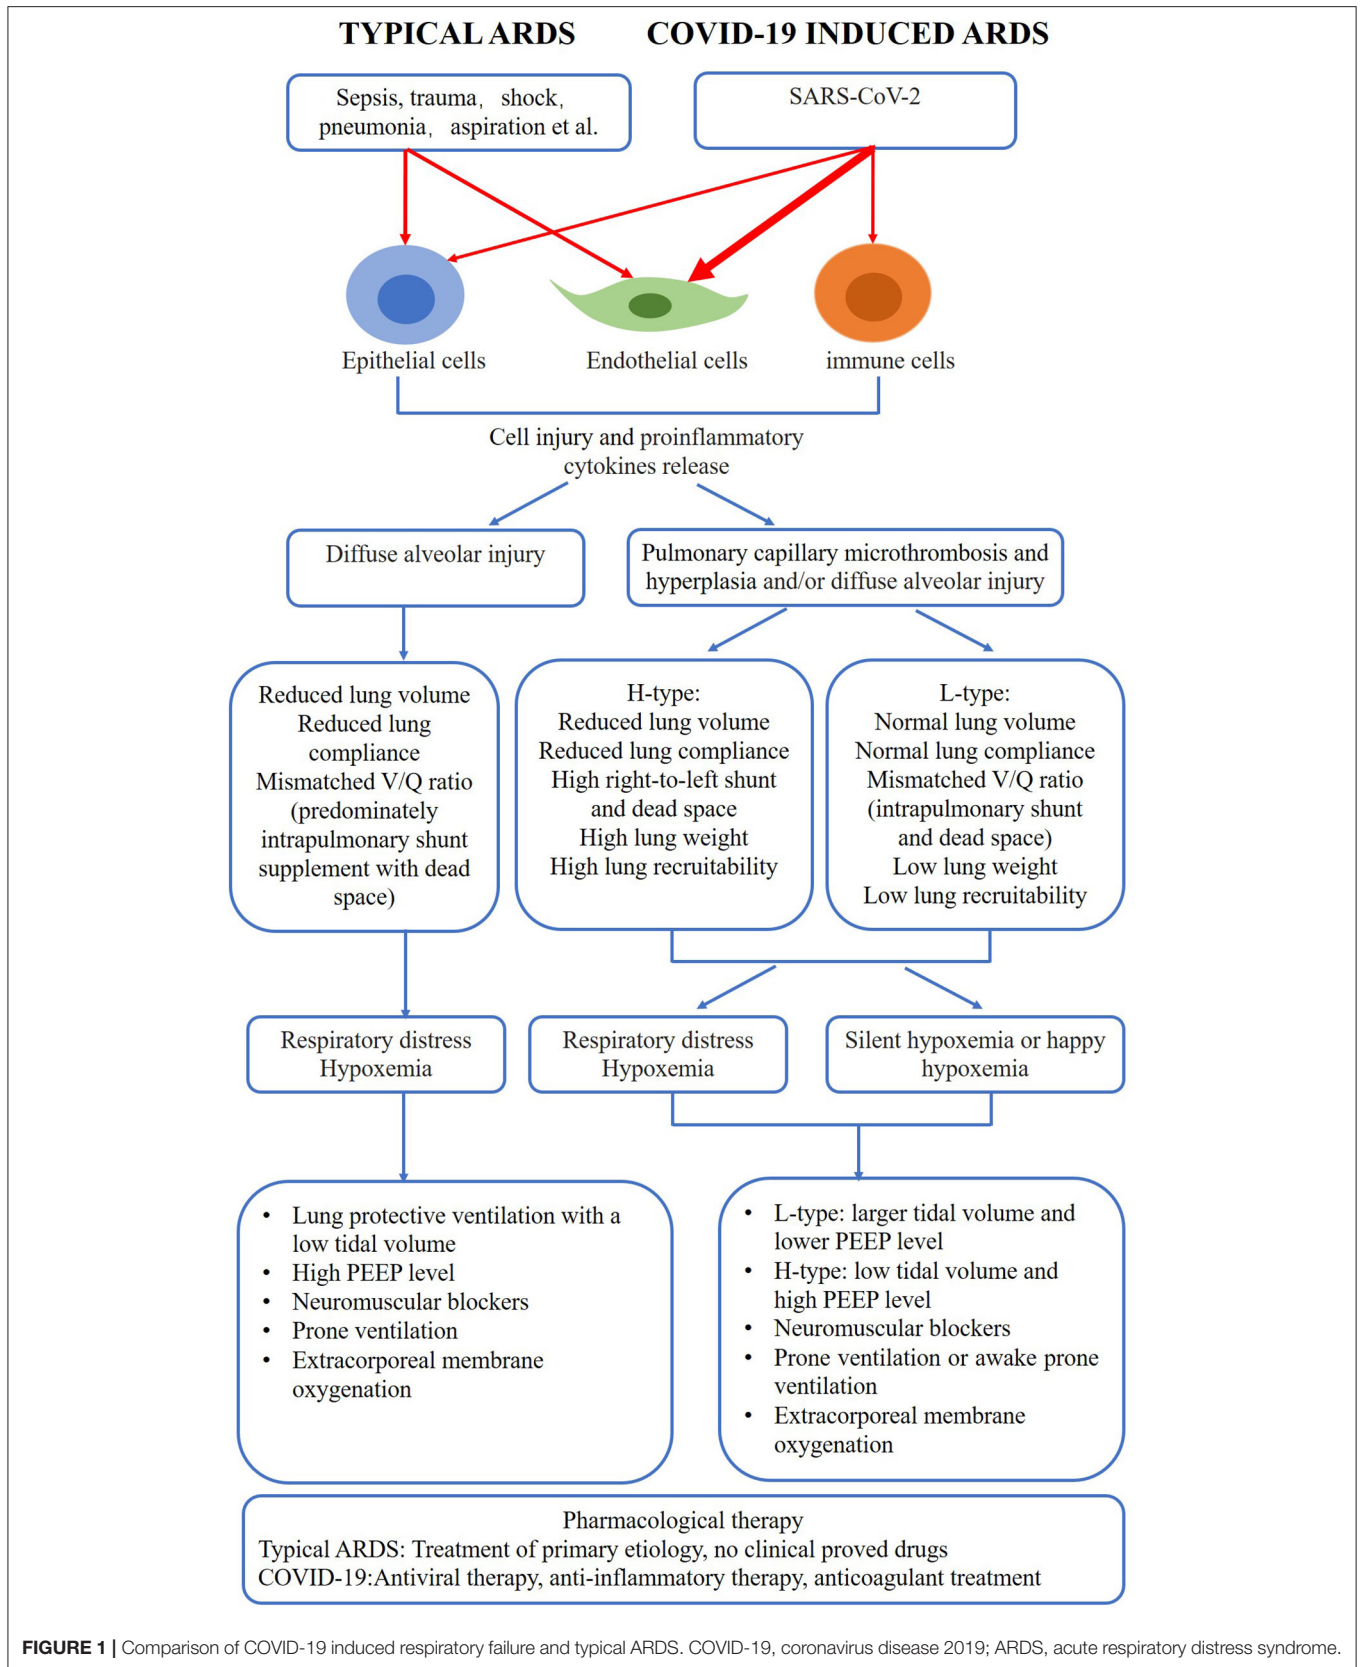 TYPICAL ARDS
COVID-19 INDUCED ARDS
Sepsis, trauma, shock,
pneumonia, aspiration et al.
SARS-CoV-2
Epithelial cells
Endothelial cells
immune cells
Cell injury and proinflammatory
cytokines release
Diffuse alveolar injury
Pulmonary capillary microthrombosis and
hyperplasia and/or diffuse alveolar injury
Reduced lung volume
Reduced lung
compliance
Mismatched V/Q ratio
(predominately
intrapulmonary shunt
supplement with dead
space)
H-type:
Reduced lung volume
Reduced lung compliance
High right-to-left shunt
and dead space
High lung weight
High lung recruitability
L-type:
Normal lung volume
Normal lung compliance
Mismatched V/Q ratio
(intrapulmonary shunt
and dead space)
Low lung weight
Low lung recruitability
Respiratory distress
Hypoxemia
Respiratory distress
Hypoxemia
Silent hypoxemia or happy
hypoxemia
• Lung protective ventilation with a
low tidal volume
• High PEEP level
• Neuromuscular blockers
• Prone ventilation
• Extracorporeal membrane
oxygenation
• L-type: larger tidal volume and
lower PEEP level
• H-type: low tidal volume and
high PEEP level
• Neuromuscular blockers
• Prone ventilation or awake prone
ventilation
• Extracorporeal membrane
oxygenation
Pharmacological therapy
Typical ARDS: Treatment of primary etiology, no clinical proved drugs
COVID-19:Antiviral therapy, anti-inflammatory therapy, anticoagulant treatment
FIGURE 1 | Comparison of COVID-19 induced respiratory failure and typical ARDS. COVID-19, coronavirus disease 2019; ARDS, acute respiratory distress syndrome.